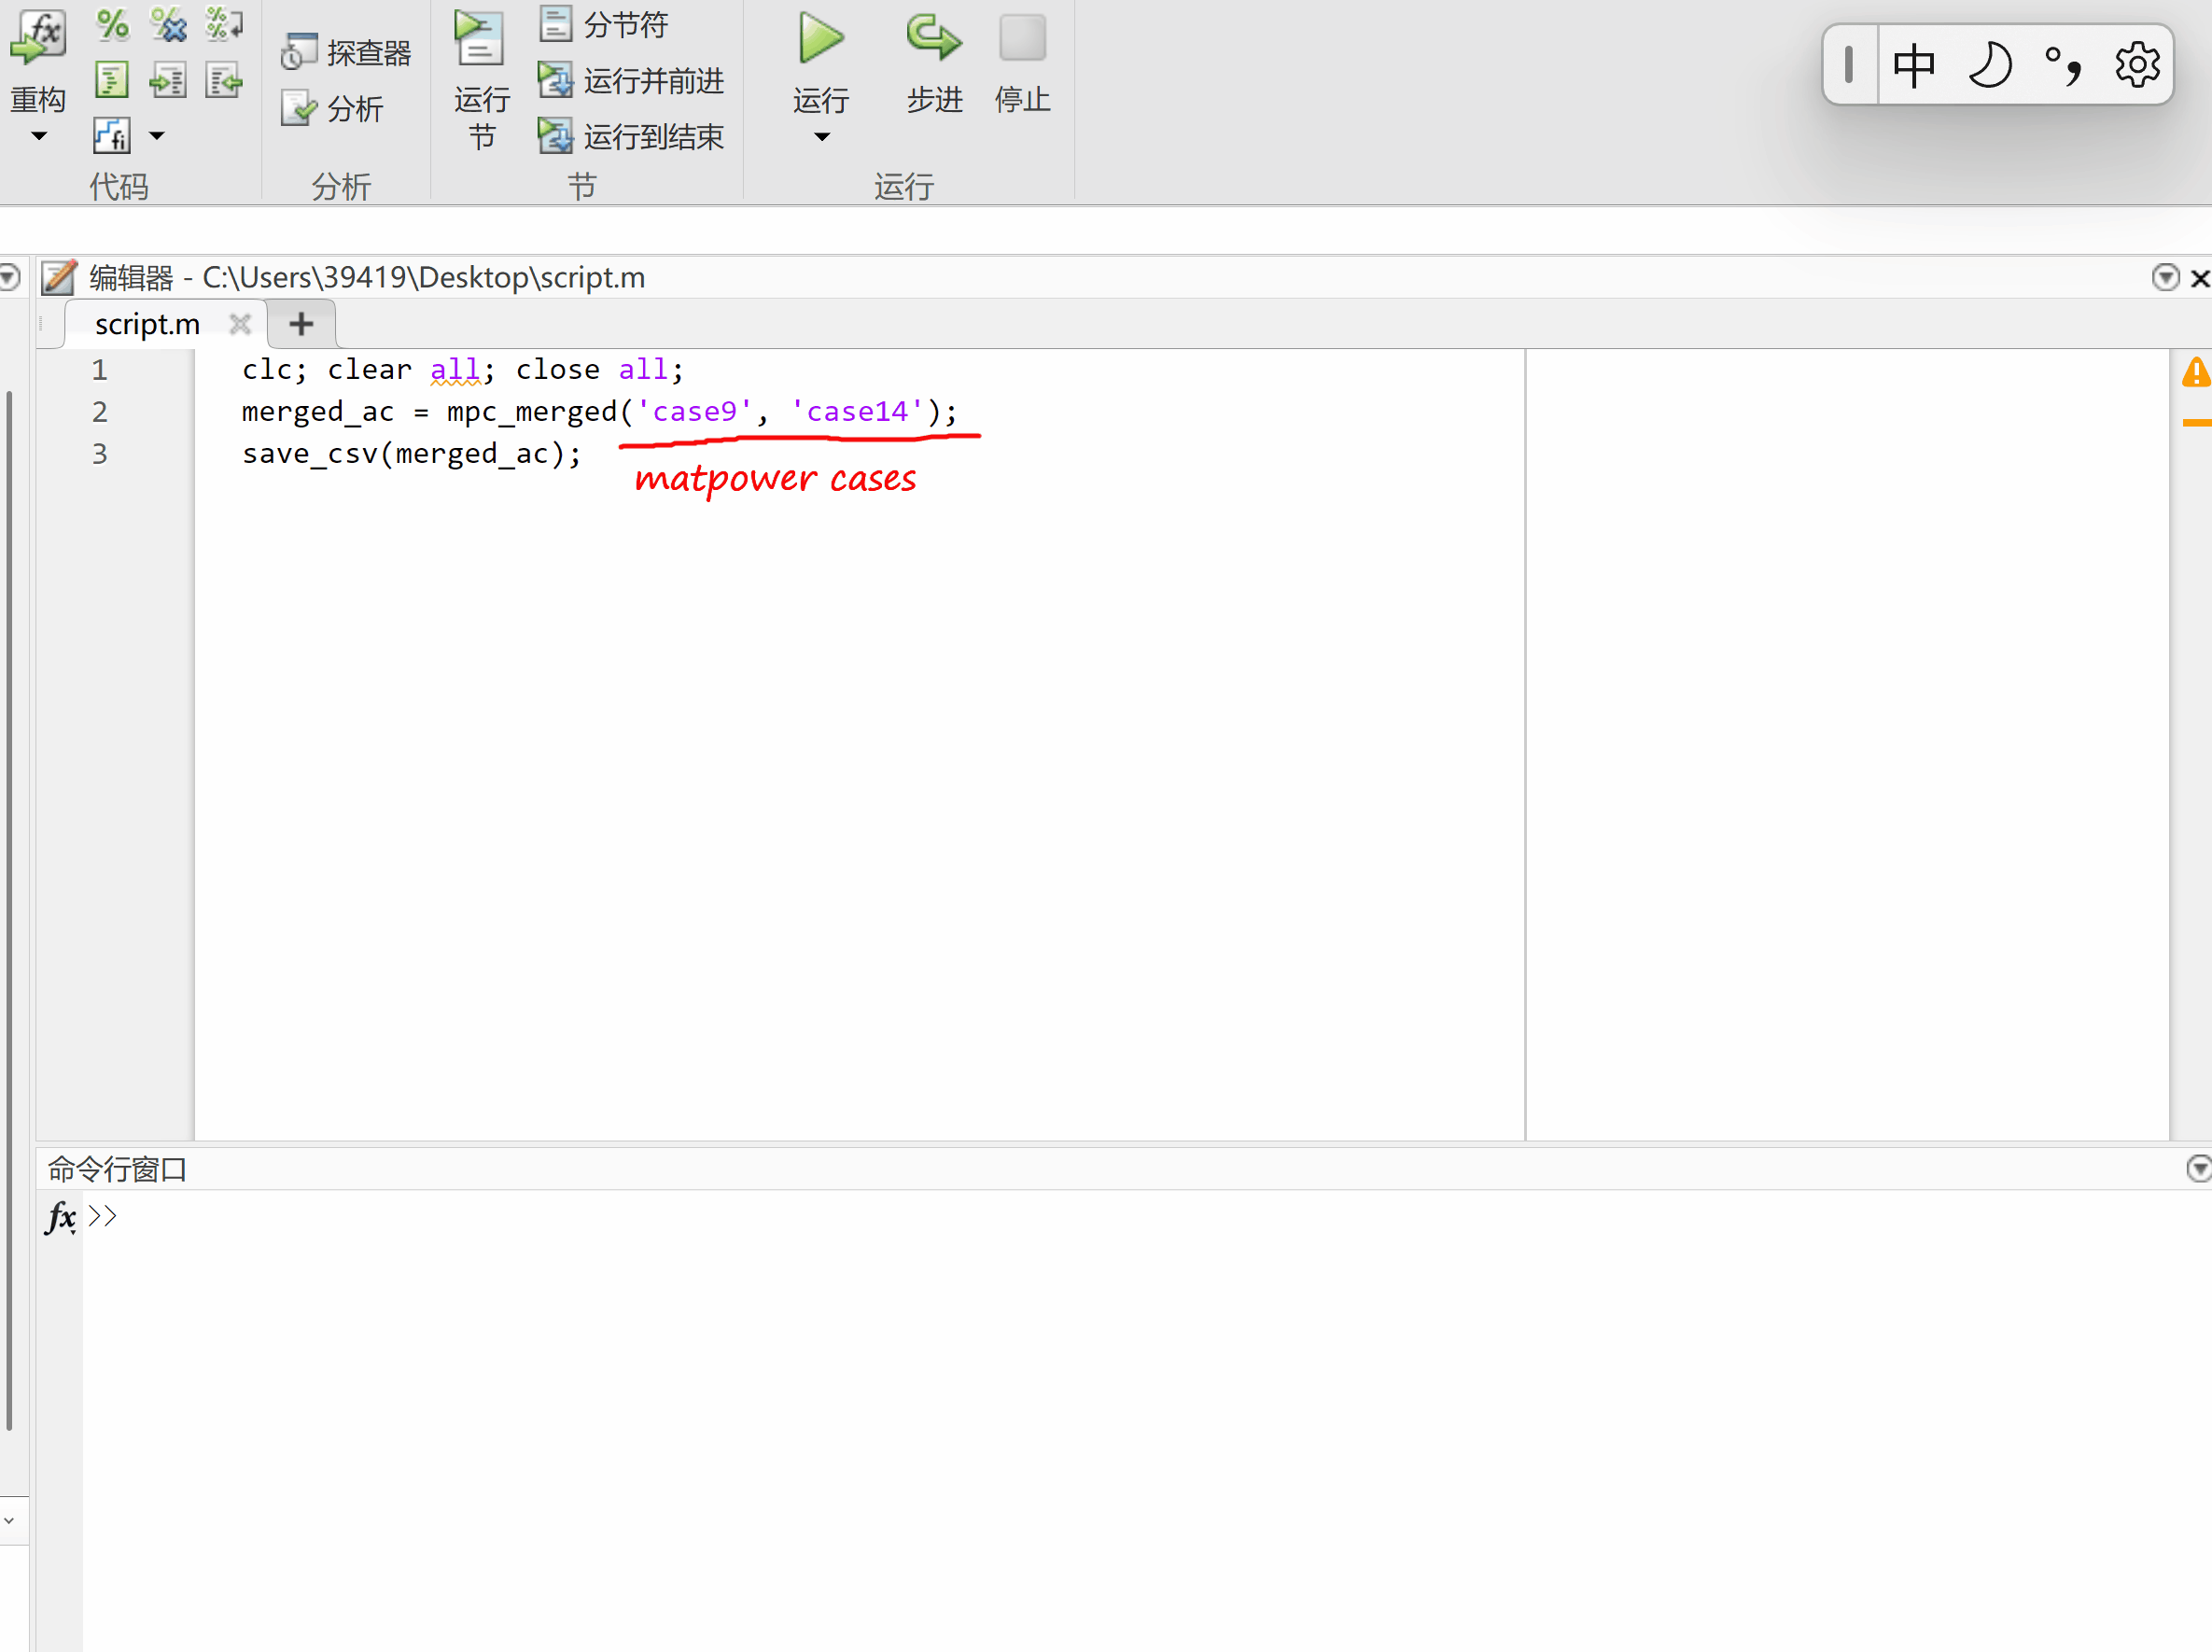 重构
探查器
分析
运行
节
分节符
运行并前进
运行到结束
运行
步进
停止
中
代码
分析
节
运行
编辑器 - C:\Users\39419\Desktop\script.m
script.m
1 clc; clear all; close all;
2 merged_ac = mpc_merged('case9', 'case14');
3 save_csv(merged_ac);
matpower cases
命令行窗口
fx >>